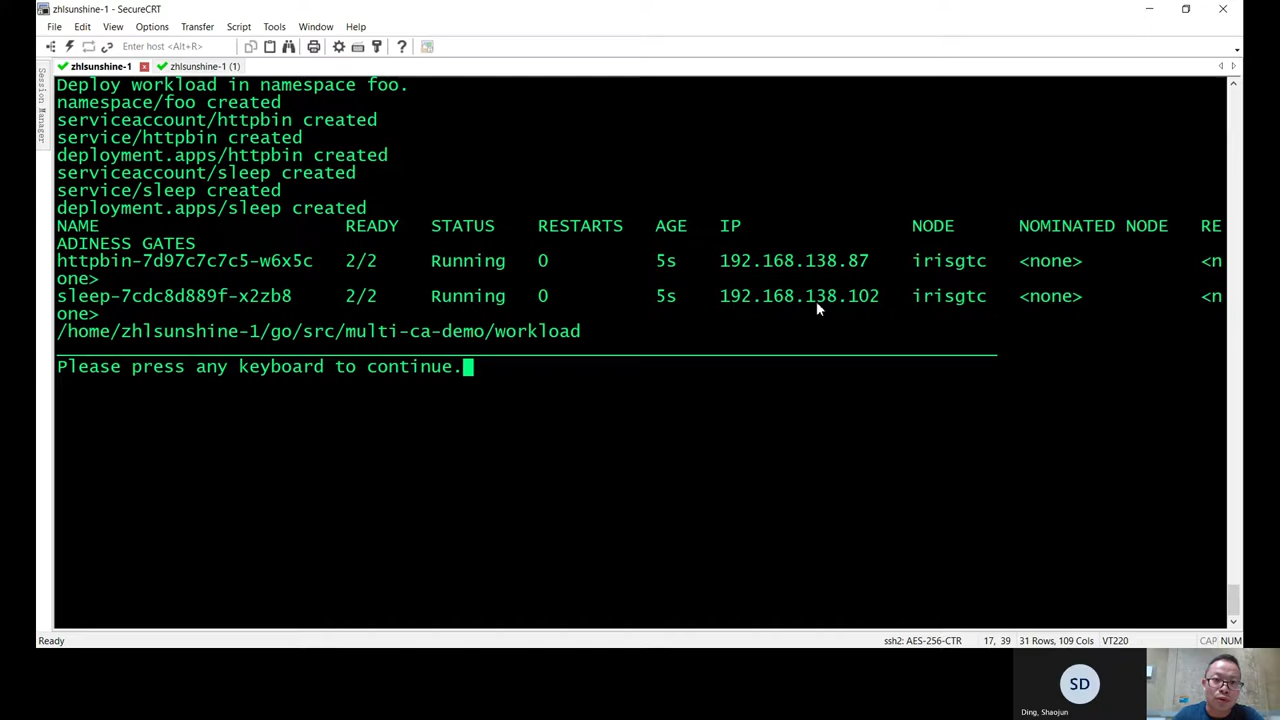 zhlsunshine-1 - SecureCRT
File Edit View Options Transfer Script Tools Window Help
Enter host <Alt+R>
Session Manager
zhlsunshine-1 zhlsunshine-1 (1)
Deploy workload in namespace foo.
namespace/foo created
serviceaccount/httpbin created
service/httpbin created
deployment.apps/httpbin created
serviceaccount/sleep created
service/sleep created
deployment.apps/sleep created
NAME READY STATUS RESTARTS AGE IP NODE NOMINATED NODE RE
ADINESS GATES
httpbin-7d97c7c7c5-w6x5c 2/2 Running 0 5s 192.168.138.87 irisgtc <none> <n
one>
sleep-7cdc8d889f-x2zb8 2/2 Running 0 5s 192.168.138.102 irisgtc <none> <n
one>
/home/zhlsunshine-1/go/src/multi-ca-demo/workload
Please press any keyboard to continue.
Ready ssh2: AES-256-CTR 17, 39 31 Rows, 109 Cols VT220 CAP NUM
SD
Ding, Shaojun